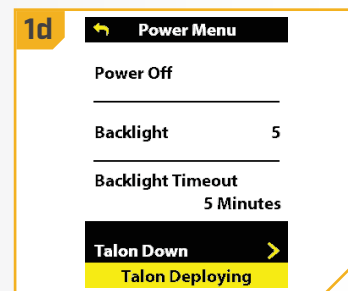 1d
Power Menu
Power Off
Backlight 5
Backlight Timeout
5 Minutes
Talon Down
Talon Deploying